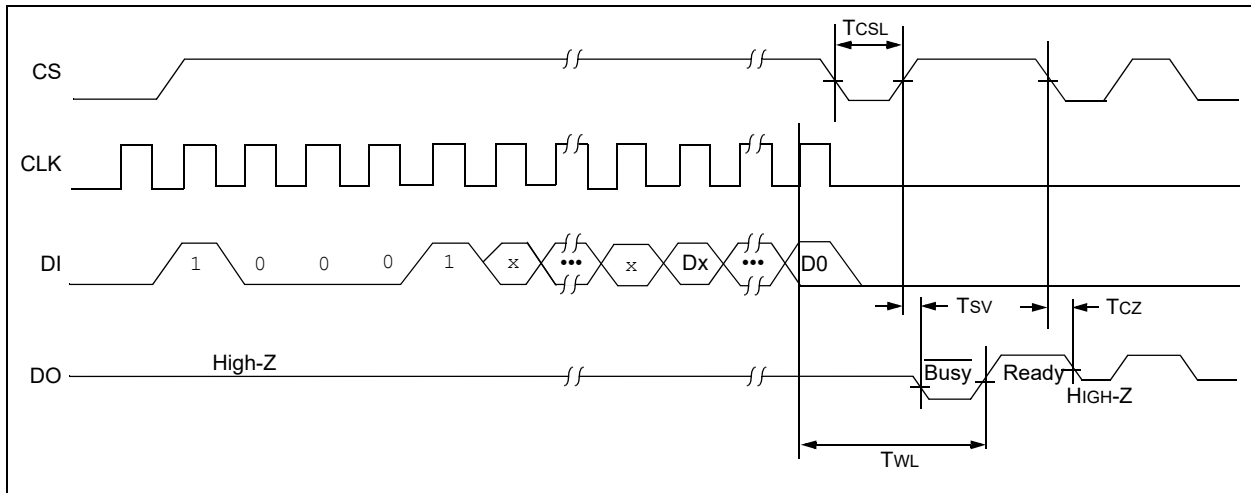 TCSL
CS
CLK
DI 1 0 0 0 1 x ••• x Dx ••• D0
TSV TCZ
High-Z
DO Busy Ready
HIGH-Z
TWL